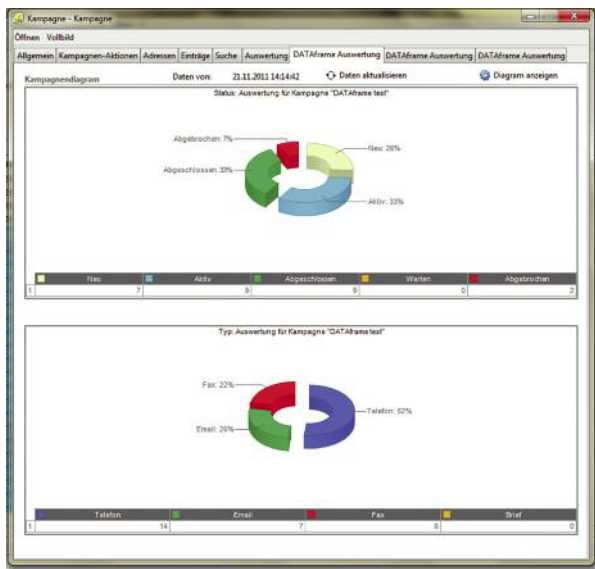 Kampagne - Kampagne
Öffnen Vollbild
Allgemein Kampagnen-Aktionen Adressen Einträge Suche Auswertung DATAframe Auswertung DATAframe Auswertung DATAframe Auswertung
Kampagnendiagram Daten von: 21.11.2011 14:14:42 Daten aktualisieren Diagram anzeigen
Status: Auswertung für Kampagne "DATAframe test"
Abgebrochen: 7%
Neu: 26%
Abgeschlossen: 33%
Aktiv: 33%
Neu Aktiv Abgeschlossen Warten Abgebrochen
1 7 9 9 0 2
Typ: Auswertung für Kampagne "DATAframe test"
Fax: 22%
Telefon: 52%
Email: 26%
Telefon Email Fax Brief
1 14 7 6 0